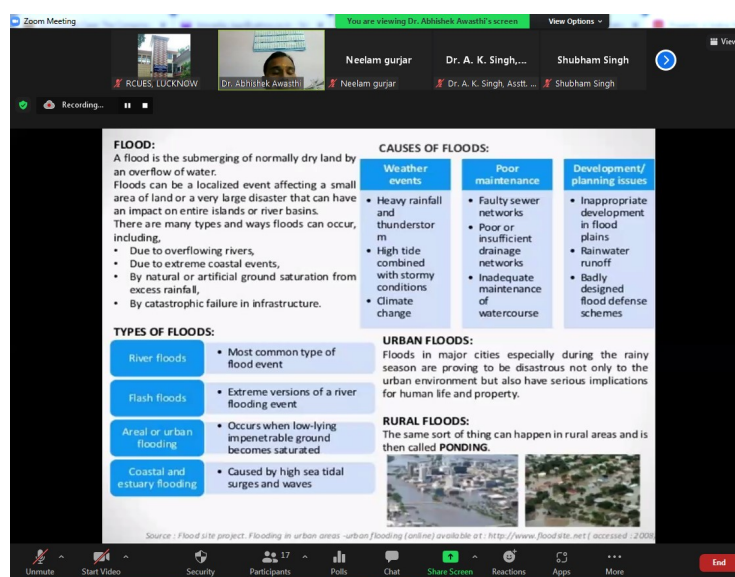 Zoom Meeting
You are viewing Dr. Abhishek Awasthi's screen
View Options
View
RCUES, LUCKNOW
Dr. Abhishek Awasthi
Neelam gurjar
Neelam gurjar
Dr. A. K. Singh,...
Dr. A. K. Singh, Asstt. ...
Shubham Singh
Shubham Singh
Recording...
FLOOD:
A flood is the submerging of normally dry land by
an overflow of water.
Floods can be a localized event affecting a small
area of land or a very large disaster that can have
an impact on entire islands or river basins.
There are many types and ways floods can occur,
including,
• Due to overflowing rivers,
• Due to extreme coastal events,
• By natural or artificial ground saturation from
excess rainfall,
• By catastrophic failure in infrastructure.
TYPES OF FLOODS:
River floods
• Most common type of
flood event
Flash floods
• Extreme versions of a river
flooding event
Areal or urban
flooding
• Occurs when low-lying
impenetrable ground
becomes saturated
Coastal and
estuary flooding
• Caused by high sea tidal
surges and waves
CAUSES OF FLOODS:
Weather
events
• Heavy rainfall
and
thunderstor
m
• High tide
combined
with stormy
conditions
• Climate
change
Poor
maintenance
• Faulty sewer
networks
• Poor or
insufficient
drainage
networks
• Inadequate
maintenance
of
watercourse
Development/
planning issues
• Inappropriate
development
in flood
plains
• Rainwater
runoff
• Badly
designed
flood defense
schemes
URBAN FLOODS:
Floods in major cities especially during the rainy
season are proving to be disastrous not only to the
urban environment but also have serious implications
for human life and property.
RURAL FLOODS:
The same sort of thing can happen in rural areas and is
then called PONDING.
Source : Flood site project. Flooding in urban areas -urban flooding (online) available at : http://www.floodsite.net ( accessed : 2008
Unmute
Start Video
Security
17
Participants
Polls
Chat
Share Screen
Reactions
Apps
More
End